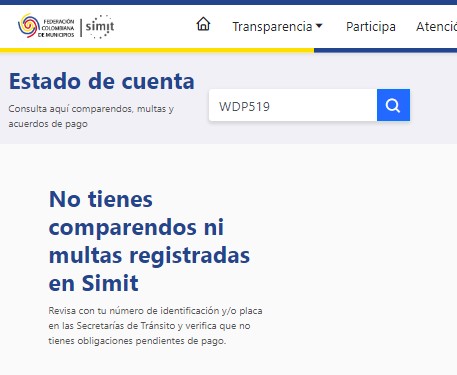 FEDERACIÓN
COLOMBIANA
DE MUNICIPIOS
simit
Transparencia
Participa
Atenció
Estado de cuenta
Consulta aquí comparendos, multas y
acuerdos de pago
WDP519
No tienes
comparendos ni
multas registradas
en Simit
Revisa con tu número de identificación y/o placa
en las Secretarías de Tránsito y verifica que no
tienes obligaciones pendientes de pago.